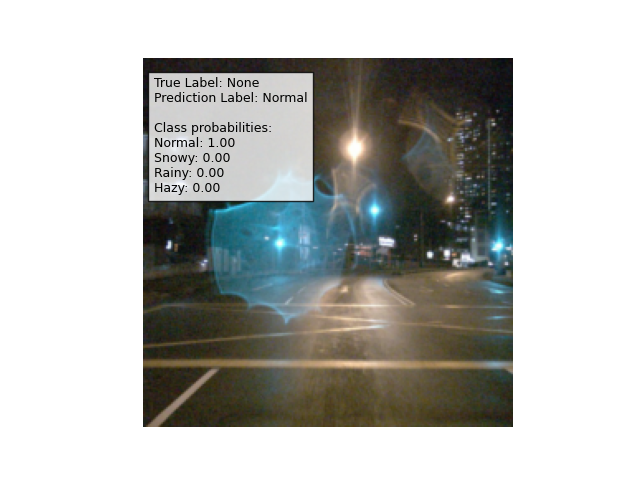 True Label: None
Prediction Label: Normal
Class probabilities:
Normal: 1.00
Snowy: 0.00
Rainy: 0.00
Hazy: 0.00